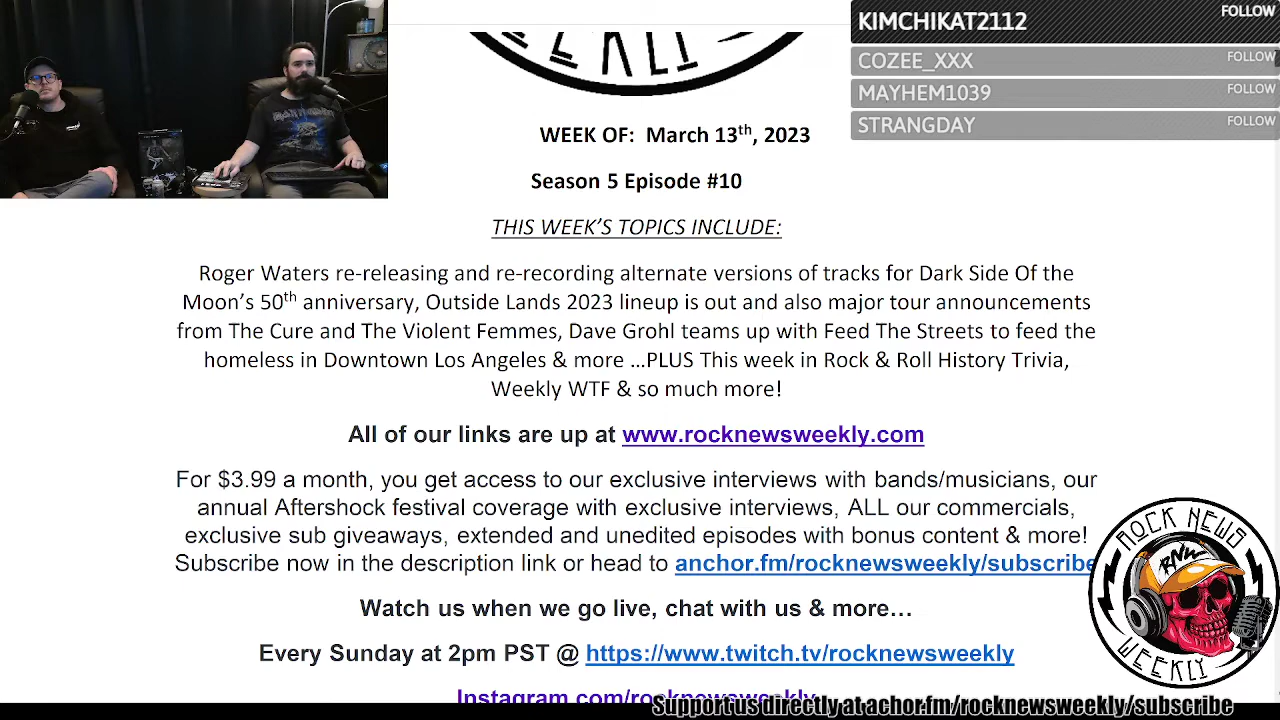 KIMCHIKAT2112 FOLLOW
COZEE_XXX FOLLOW
MAYHEM1039 FOLLOW
STRANGDAY FOLLOW
WEEKLY
WEEK OF: March 13th, 2023
Season 5 Episode #10
THIS WEEK’S TOPICS INCLUDE:
Roger Waters re-releasing and re-recording alternate versions of tracks for Dark Side Of the
Moon’s 50th anniversary, Outside Lands 2023 lineup is out and also major tour announcements
from The Cure and The Violent Femmes, Dave Grohl teams up with Feed The Streets to feed the
homeless in Downtown Los Angeles & more …PLUS This week in Rock & Roll History Trivia,
Weekly WTF & so much more!
All of our links are up at www.rocknewsweekly.com
For $3.99 a month, you get access to our exclusive interviews with bands/musicians, our
annual Aftershock festival coverage with exclusive interviews, ALL our commercials,
exclusive sub giveaways, extended and unedited episodes with bonus content & more!
Subscribe now in the description link or head to anchor.fm/rocknewsweekly/subscribe
Watch us when we go live, chat with us & more…
Every Sunday at 2pm PST @ https://www.twitch.tv/rocknewsweekly
Instagram.com/rocknewsweekly
ROCK NEWS
RNW
WEEKLY
Support us directly at achor.fm/rocknewsweekly/subscribe
IRON MAIDEN